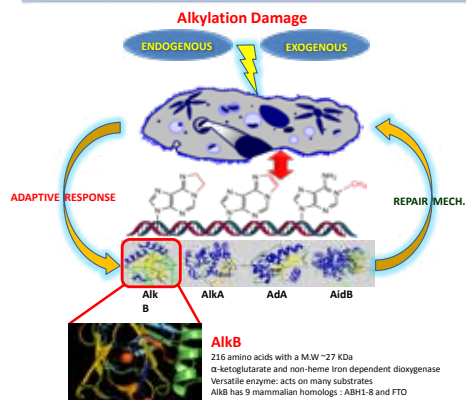 Alkylation Damage
ENDOGENOUS
EXOGENOUS
NH₂
CH₃
ADAPTIVE RESPONSE
REPAIR MECH.
Alk
B
AlkA
AdA
AidB
AlkB
216 amino acids with a M.W ~27 KDa
α-ketoglutarate and non-heme Iron dependent dioxygenase
Versatile enzyme: acts on many substrates
AlkB has 9 mammalian homologs : ABH1-8 and FTO